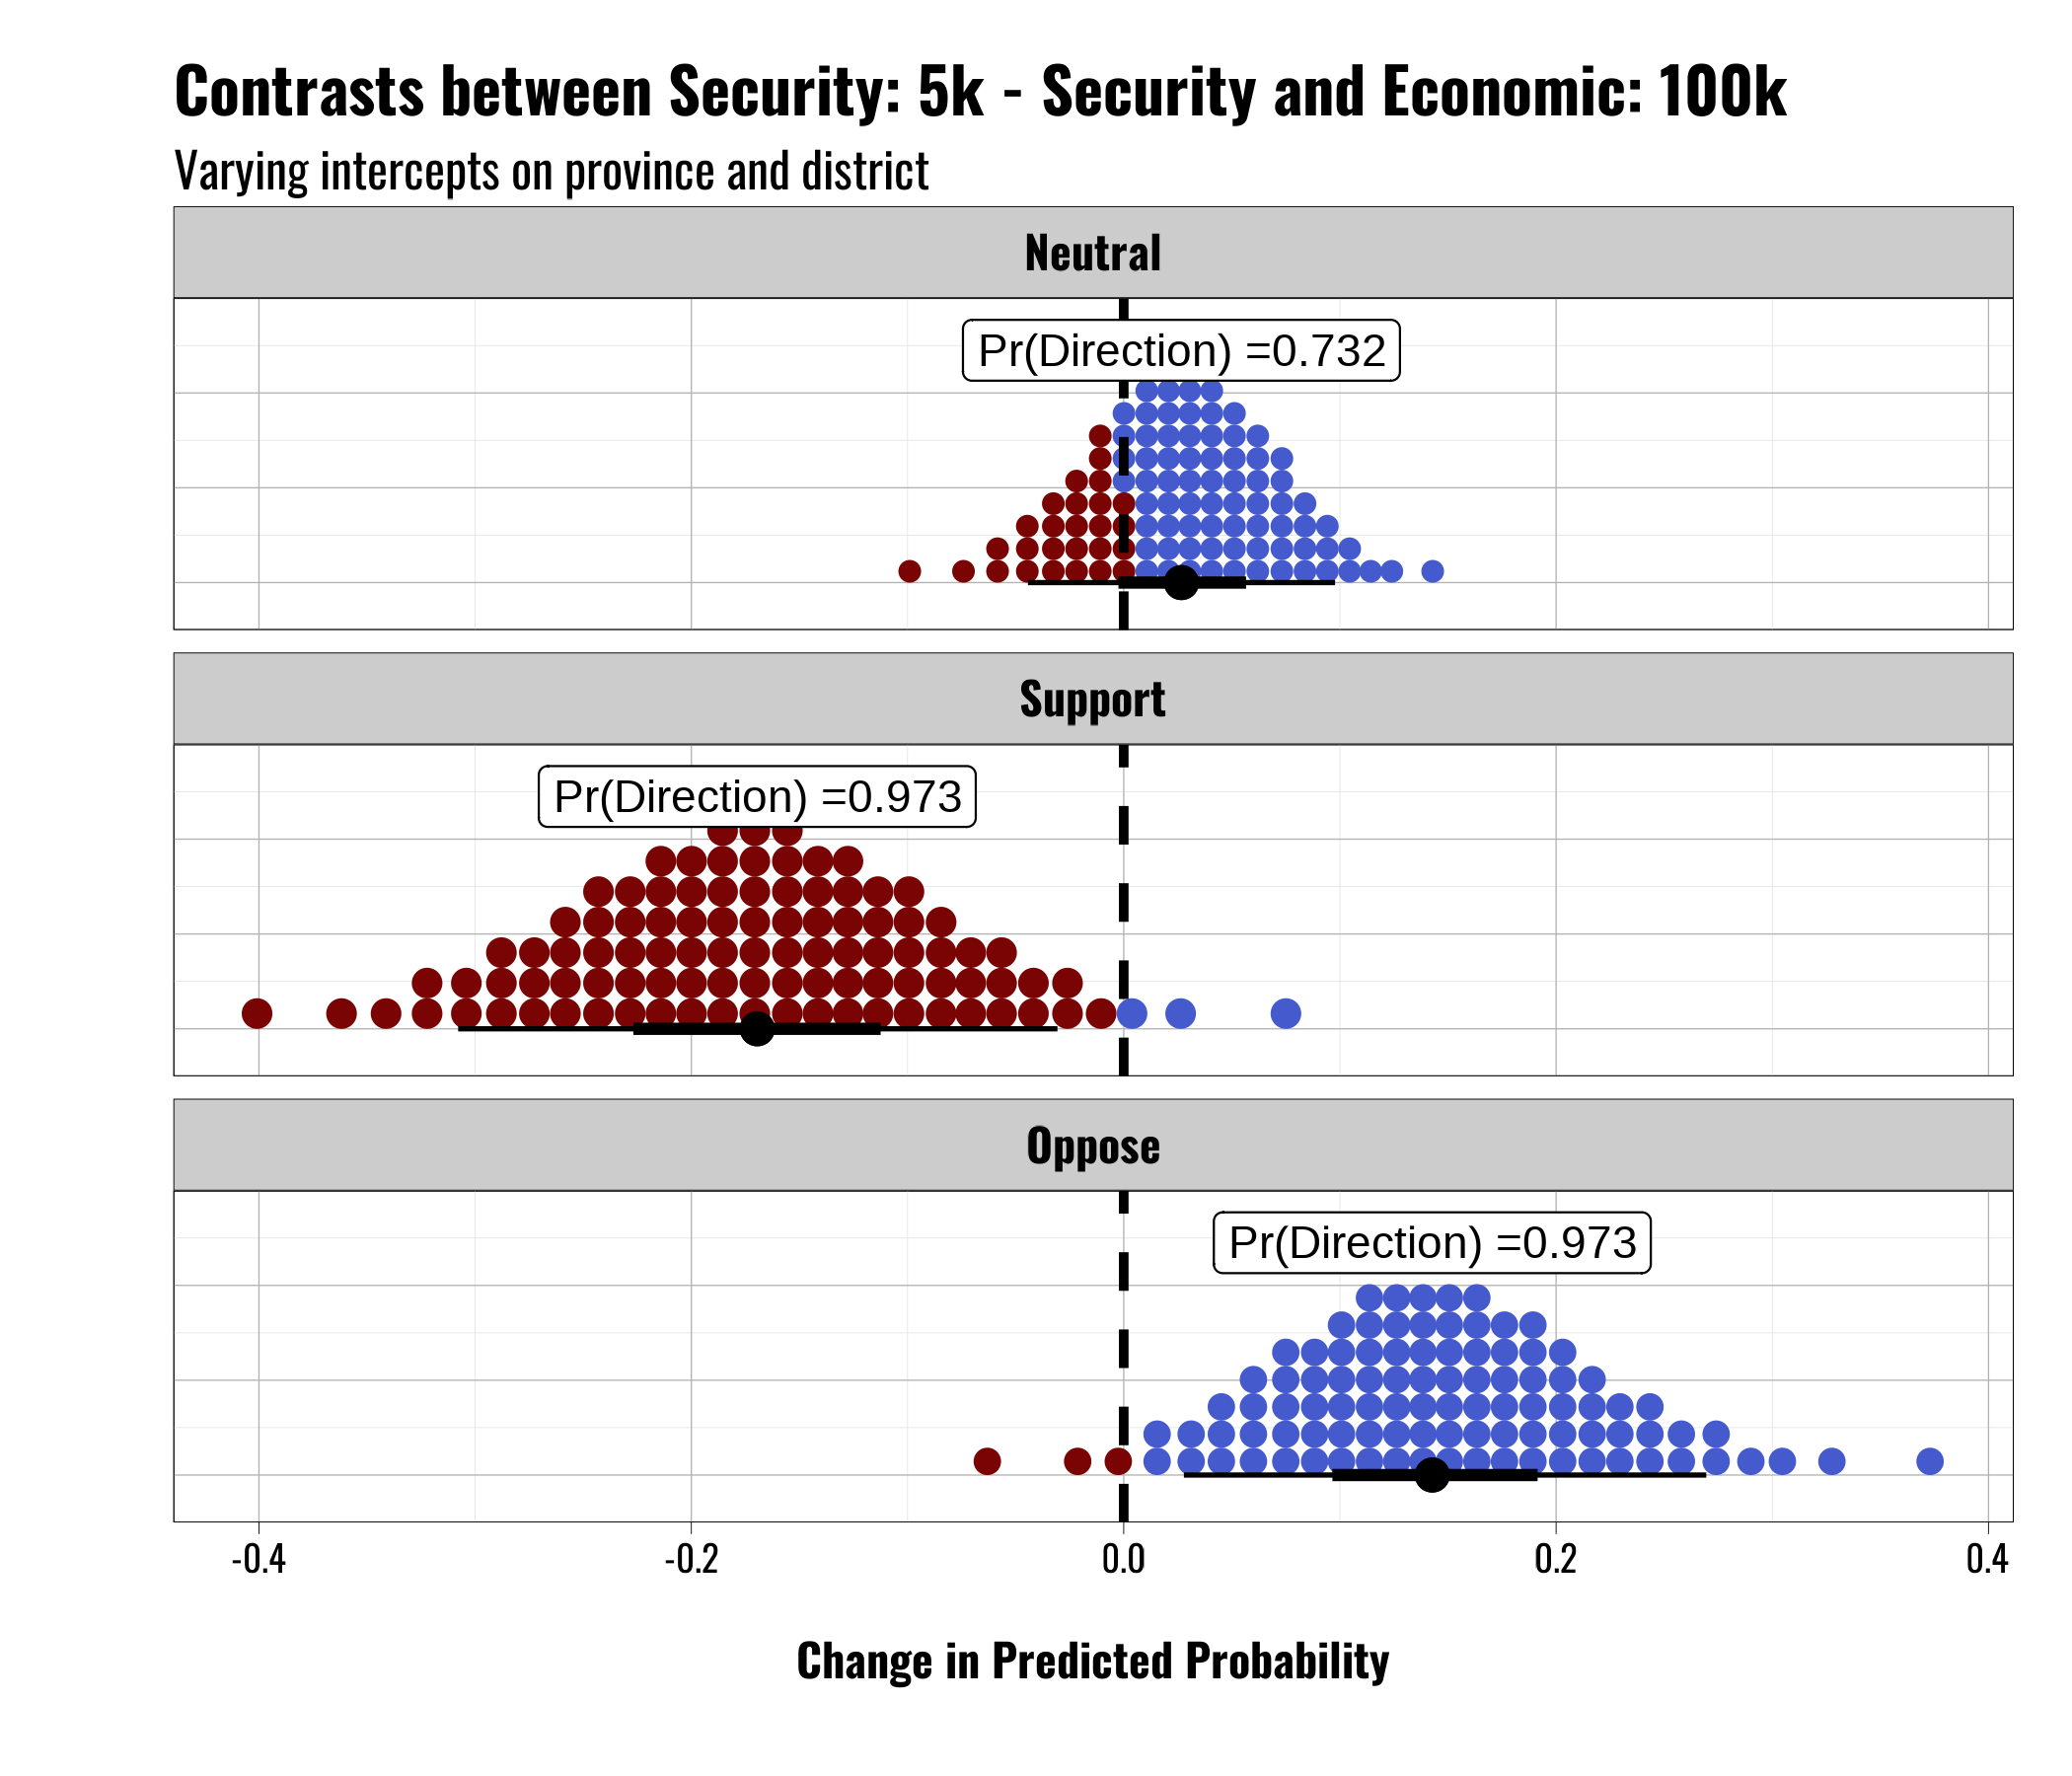 Contrasts between Security: 5k - Security and Economic: 100k
Varying intercepts on province and district
Neutral
Pr(Direction) =0.732
Support
Pr(Direction) =0.973
Oppose
Pr(Direction) =0.973
-0.4 -0.2 0.0 0.2 0.4
Change in Predicted Probability